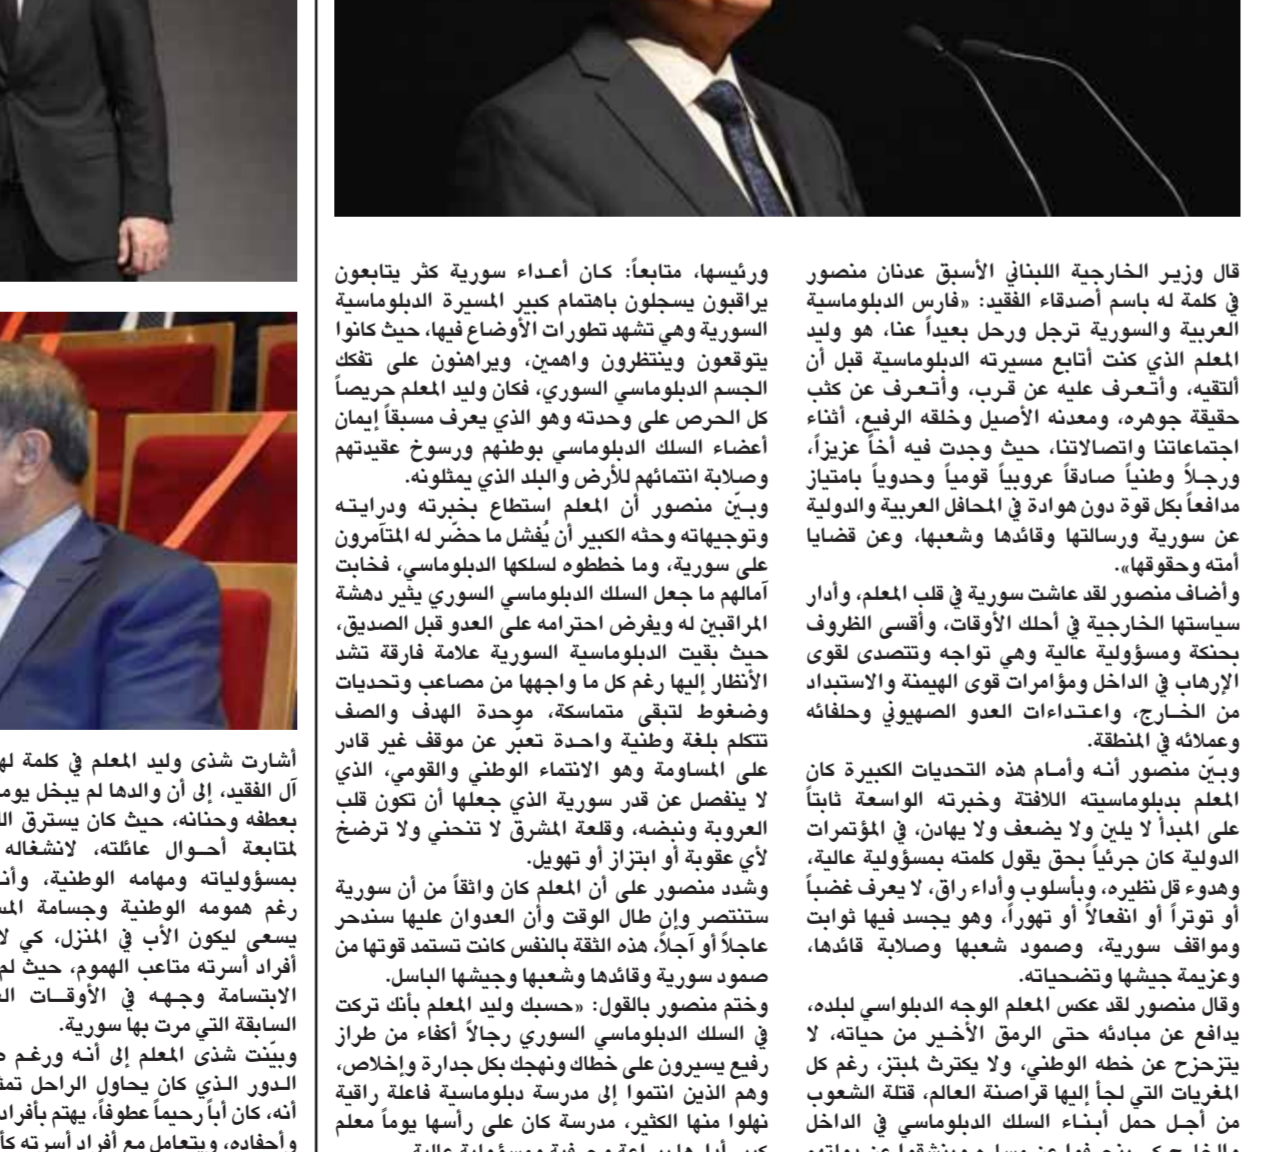 قال وزير الخارجية اللبناني الأسبق عدنان منصور
في كلمة له باسم أصدقاء الفقيد: «فارس الدبلوماسية
العربية والسورية ترجل ورحل بعيداً عنا، هو وليد
المعلم الذي كنت أتابع مسيرته الدبلوماسية قبل أن
ألتقيه، وأتعرف عليه عن قرب، وأتعرف عن كثب
حقيقة جوهره، ومعدنه الأصيل وخلقه الرفيع، أثناء
اجتماعاتنا واتصالاتنا، حيث وجدت فيه أخاً عزيزاً،
ورجلاً وطنياً صادقاً عروبياً قومياً وحدوياً بامتياز
مدافعاً بكل قوة دون هوادة في المحافل العربية والدولية
عن سورية ورسالتها وقائدها وشعبها، وعن قضايا
أمته وحقوقها».
وأضاف منصور لقد عاشت سورية في قلب المعلم، وأدار
سياستها الخارجية في أحلك الأوقات، وأقسى الظروف
بحنكة ومسؤولية عالية وهي تواجه وتتصدى لقوى
الإرهاب في الداخل ومؤامرات قوى الهيمنة والاستبداد
من الخارج، واعتداءات العدو الصهيوني وحلفائه
وعملائه في المنطقة.
وبيّن منصور أنه وأمام هذه التحديات الكبيرة كان
المعلم بدبلوماسيته اللافتة وخبرته الواسعة ثابتاً
على المبدأ لا يلين ولا يضعف ولا يهادن، في المؤتمرات
الدولية كان جرئياً بحق يقول كلمته بمسؤولية عالية،
وهدوء قل نظيره، وبأسلوب وأداء راق، لا يعرف غضباً
أو توتراً أو انفعالاً أو تهوراً، وهو يجسد فيها ثوابت
ومواقف سورية، وصمود شعبها وصلابة قائدها،
وعزيمة جيشها وتضحياته.
وقال منصور لقد عكس المعلم الوجه الدبلواسي لبلده،
يدافع عن مبادئه حتى الرمق الأخير من حياته، لا
يتزحزح عن خطه الوطني، ولا يكترث لمبتز، رغم كل
المغريات التي لجأ إليها قراصنة العالم، قتلة الشعوب
من أجل حمل أبناء السلك الدبلوماسي في الداخل
ورئيسها، متابعاً: كان أعداء سورية كثر يتابعون
يراقبون يسجلون باهتمام كبير المسيرة الدبلوماسية
السورية وهي تشهد تطورات الأوضاع فيها، حيث كانوا
يتوقعون وينتظرون واهمين، ويراهنون على تفكك
الجسم الدبلوماسي السوري، فكان وليد المعلم حريصاً
كل الحرص على وحدته وهو الذي يعرف مسبقاً إيمان
أعضاء السلك الدبلوماسي بوطنهم ورسوخ عقيدتهم
وصلابة انتمائهم للأرض والبلد الذي يمثلونه.
وبيّن منصور أن المعلم استطاع بخبرته ودرايته
وتوجيهاته وحثه الكبير أن يُفشل ما حضّر له المتآمرون
على سورية، وما خططوه لسلكها الدبلوماسي، فخابت
آمالهم ما جعل السلك الدبلوماسي السوري يثير دهشة
المراقبين له ويفرض احترامه على العدو قبل الصديق،
حيث بقيت الدبلوماسية السورية علامة فارقة تشد
الأنظار إليها رغم كل ما واجهها من مصاعب وتحديات
وضغوط لتبقى متماسكة، موحدة الهدف والصف
تتكلم بلغة وطنية واحدة تعبّر عن موقف غير قادر
على المساومة وهو الانتماء الوطني والقومي، الذي
لا ينفصل عن قدر سورية الذي جعلها أن تكون قلب
العروبة ونبضه، وقلعة المشرق لا تنحني ولا ترضخ
لأي عقوبة أو ابتزاز أو تهويل.
وشدد منصور على أن المعلم كان واثقاً من أن سورية
ستنتصر وإن طال الوقت وأن العدوان عليها سندحر
عاجلاً أو آجلاً، هذه الثقة بالنفس كانت تستمد قوتها من
صمود سورية وقائدها وشعبها وجيشها الباسل.
وختم منصور بالقول: «حسبك وليد المعلم بأنك تركت
في السلك الدبلوماسي السوري رجالاً أكفاء من طراز
رفيع يسيرون على خطاك ونهجك بكل جدارة وإخلاص،
وهم الذين انتموا إلى مدرسة دبلوماسية فاعلة راقية
نهلوا منها الكثير، مدرسة كان على رأسها يوماً معلم
أشارت شذى وليد المعلم في كلمة
آل الفقيد، إلى أن والدها لم يبخل
بعطفه وحنانه، حيث كان يسترق
لمتابعة أحوال عائلته، لانشغاله
بمسؤولياته ومهامه الوطنية،
رغم همومه الوطنية وجسامة
يسعى ليكون الأب في المنزل، كي لا
أفراد أسرته متاعب الهموم، حيث لم
الابتسامة وجهه في الأوقات
السابقة التي مرت بها سورية.
وبيّنت شذى المعلم إلى أنه ورغم
الدور الذي كان يحاول الراحل
أنه، كان أباً رحيماً عطوفاً، يهتم
وأحفاده، ويتعامل مع أفراد أسرته